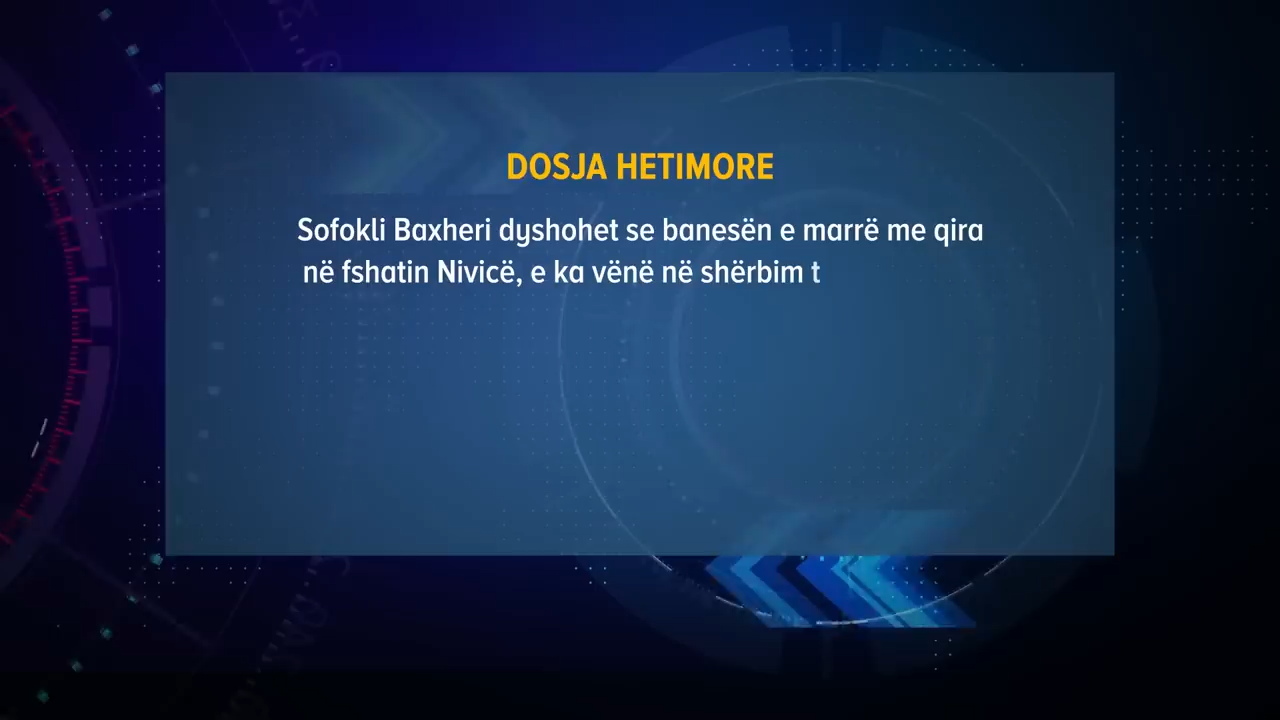 DOSJA HETIMORE
Sofokli Baxheri dyshohet se banesën e marrë me qira
në fshatin Nivicë, e ka vënë në shërbim t